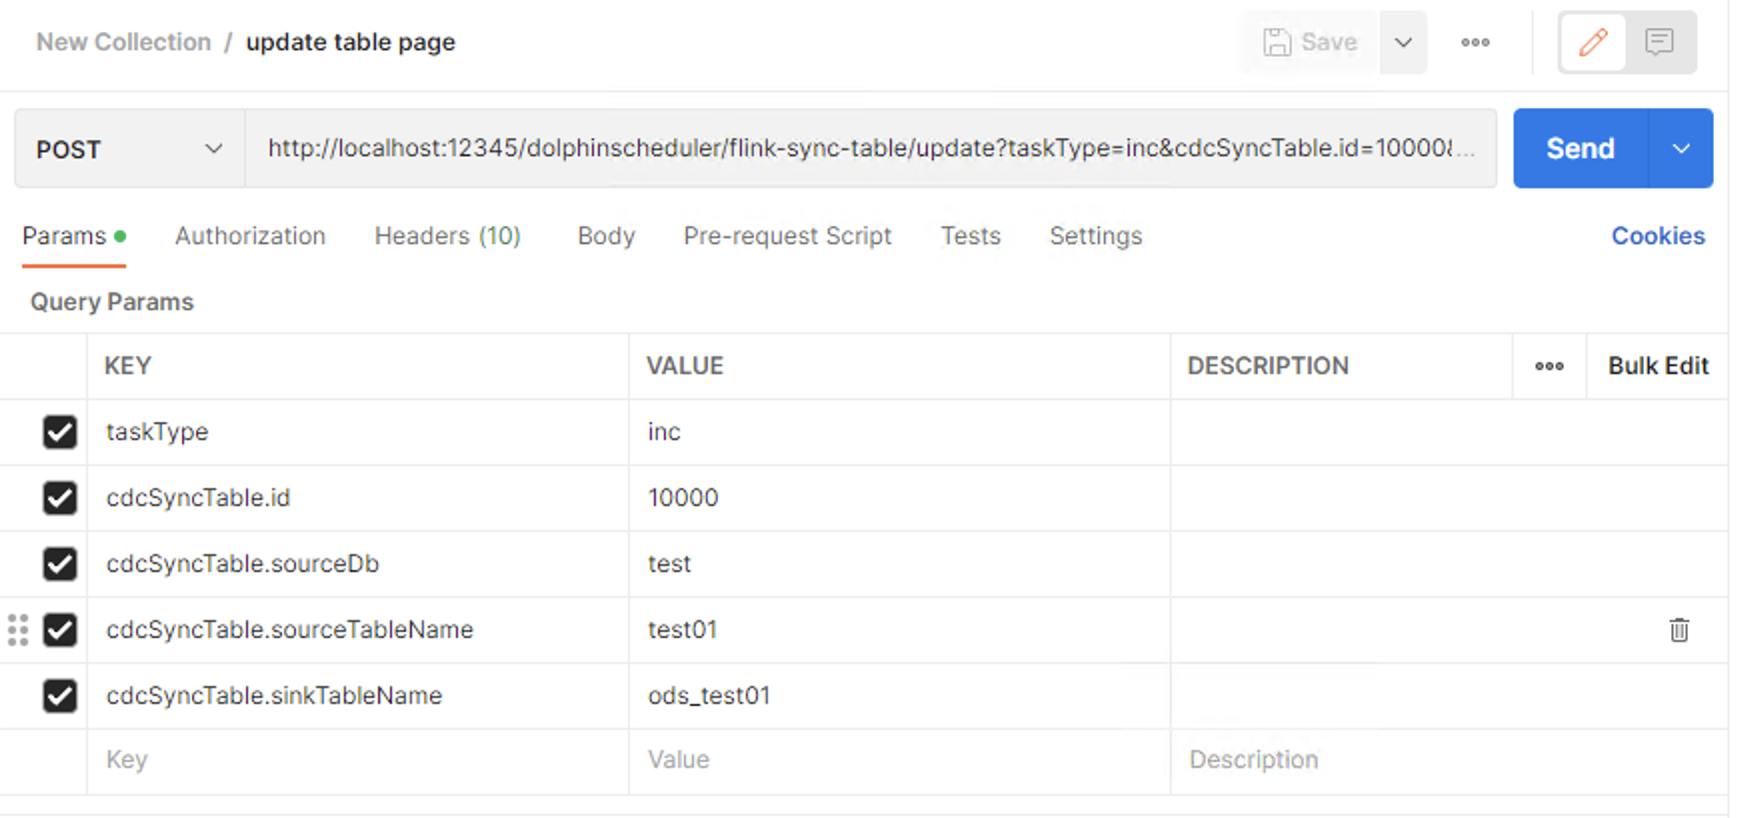 New Collection / update table page
Save
POST
http://localhost:12345/dolphinscheduler/flink-sync-table/update?taskType=inc&cdcSyncTable.id=10000& ...
Send
Params Authorization Headers (10) Body Pre-request Script Tests Settings Cookies
Query Params
KEY VALUE DESCRIPTION Bulk Edit
taskType inc
cdcSyncTable.id 10000
cdcSyncTable.sourceDb test
cdcSyncTable.sourceTableName test01
cdcSyncTable.sinkTableName ods_test01
Key Value Description